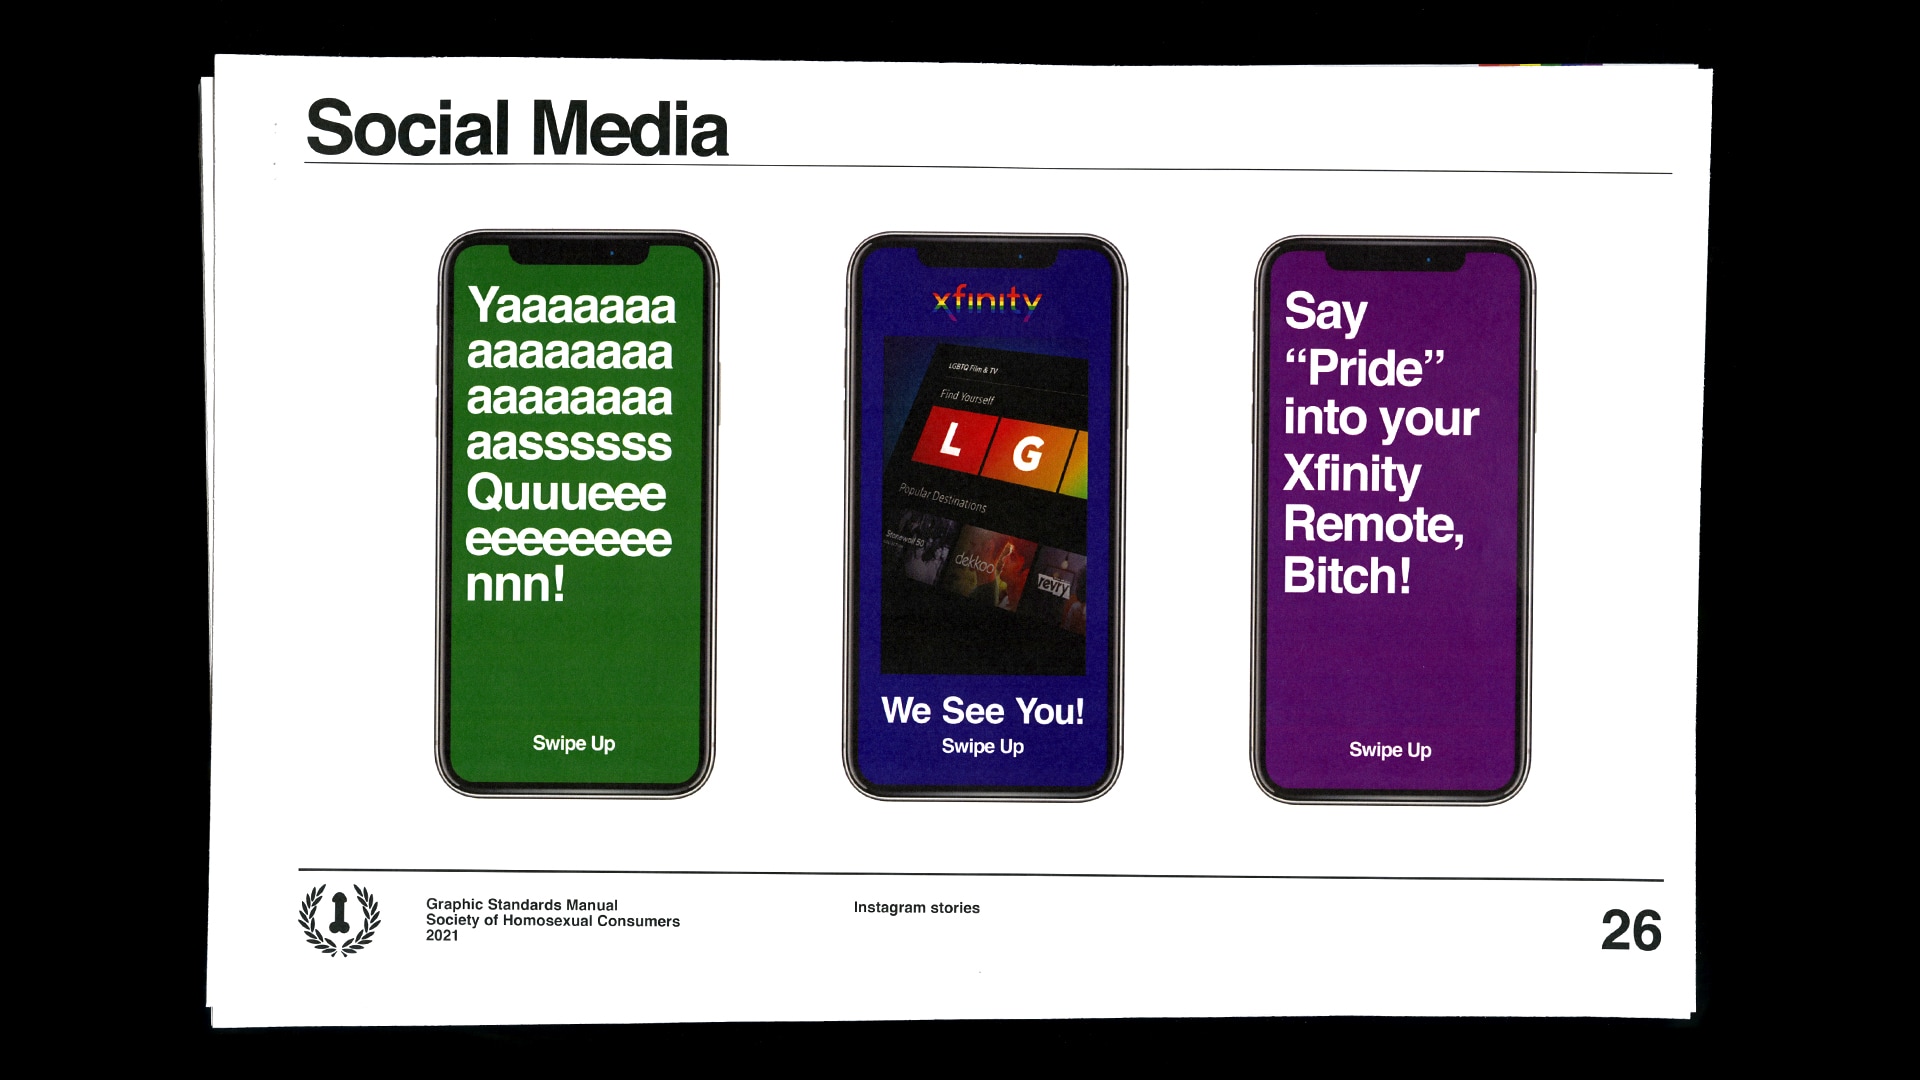 Social Media
Yaaaaaaa
aaaaaaaa
aaaaaaaa
aassssss
Quuueee
eeeeeeee
nnn!
Swipe Up
xfinity
LGBTQ Film & TV
Find Yourself
L G
Popular Destinations
Stonewall 50
dekkoo
revry
We See You!
Swipe Up
Say
“Pride”
into your
Xfinity
Remote,
Bitch!
Swipe Up
Graphic Standards Manual
Society of Homosexual Consumers
2021
Instagram stories
26